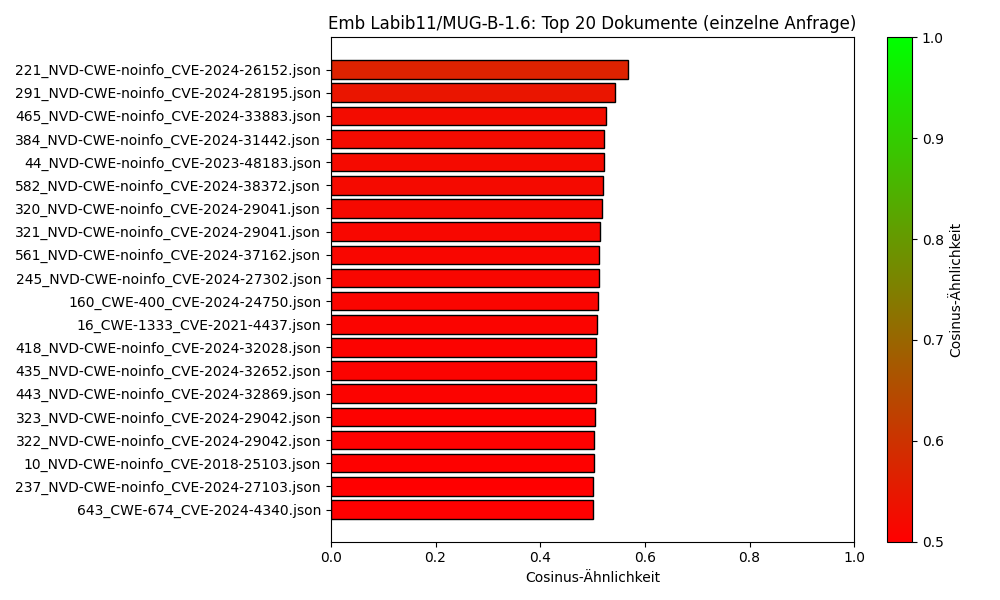 Emb Labib11/MUG-B-1.6: Top 20 Dokumente (einzelne Anfrage)
221_NVD-CWE-noinfo_CVE-2024-26152.json
291_NVD-CWE-noinfo_CVE-2024-28195.json
465_NVD-CWE-noinfo_CVE-2024-33883.json
384_NVD-CWE-noinfo_CVE-2024-31442.json
44_NVD-CWE-noinfo_CVE-2023-48183.json
582_NVD-CWE-noinfo_CVE-2024-38372.json
320_NVD-CWE-noinfo_CVE-2024-29041.json
321_NVD-CWE-noinfo_CVE-2024-29041.json
561_NVD-CWE-noinfo_CVE-2024-37162.json
245_NVD-CWE-noinfo_CVE-2024-27302.json
160_CWE-400_CVE-2024-24750.json
16_CWE-1333_CVE-2021-4437.json
418_NVD-CWE-noinfo_CVE-2024-32028.json
435_NVD-CWE-noinfo_CVE-2024-32652.json
443_NVD-CWE-noinfo_CVE-2024-32869.json
323_NVD-CWE-noinfo_CVE-2024-29042.json
322_NVD-CWE-noinfo_CVE-2024-29042.json
10_NVD-CWE-noinfo_CVE-2018-25103.json
237_NVD-CWE-noinfo_CVE-2024-27103.json
643_CWE-674_CVE-2024-4340.json
0.0 0.2 0.4 0.6 0.8 1.0
Cosinus-Ähnlichkeit
1.0
0.9
0.8
0.7
0.6
0.5
Cosinus-Ähnlichkeit